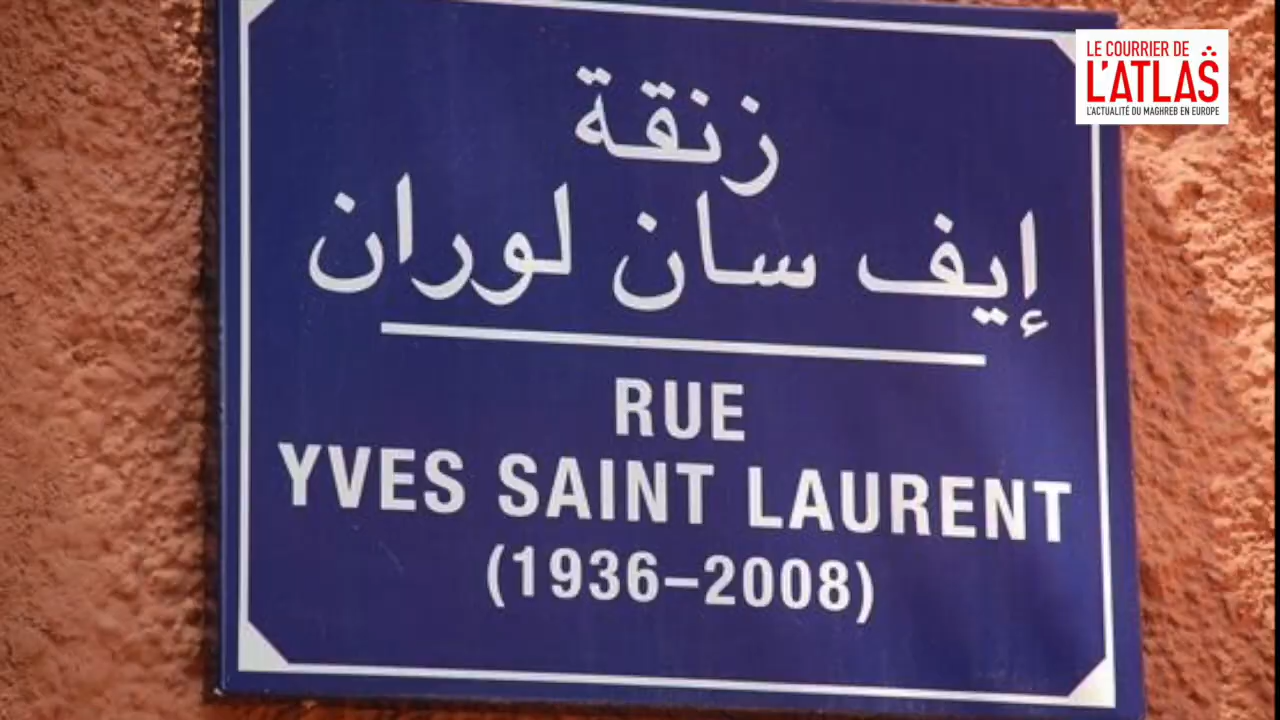 زنقة
إيف سان لوران
RUE
YVES SAINT LAURENT
(1936–2008)
LE COURRIER DE
L'ATLAS
L'ACTUALITÉ DU MAGHREB EN EUROPE